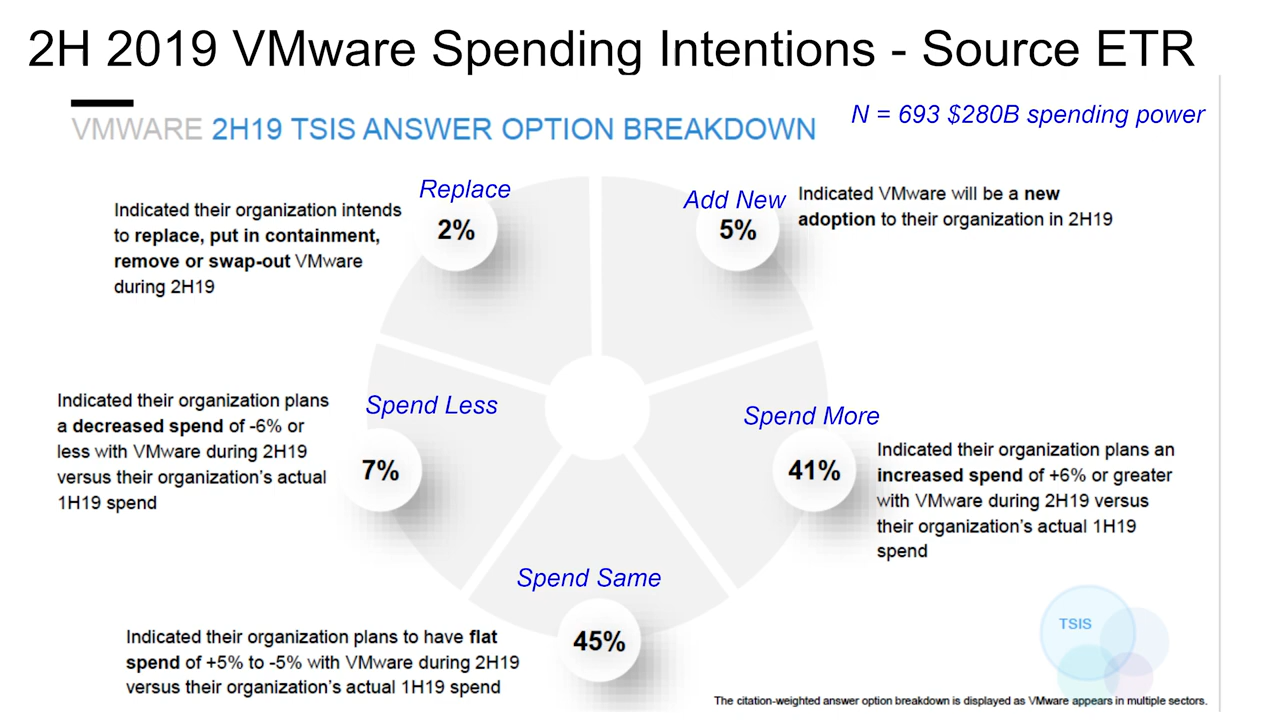 2H 2019 VMware Spending Intentions - Source ETR
VMWARE 2H19 TSIS ANSWER OPTION BREAKDOWN
N = 693 $280B spending power
Replace
2%
Indicated their organization intends
to replace, put in containment,
remove or swap-out VMware
during 2H19
Add New
5%
Indicated VMware will be a new
adoption to their organization in 2H19
Spend Less
7%
Indicated their organization plans
a decreased spend of -6% or
less with VMware during 2H19
versus their organization's actual
1H19 spend
Spend More
41%
Indicated their organization plans an
increased spend of +6% or greater
with VMware during 2H19 versus
their organization's actual 1H19
spend
Spend Same
45%
Indicated their organization plans to have flat
spend of +5% to -5% with VMware during 2H19
versus their organization's actual 1H19 spend
TSIS
The citation-weighted answer option breakdown is displayed as VMware appears in multiple sectors.